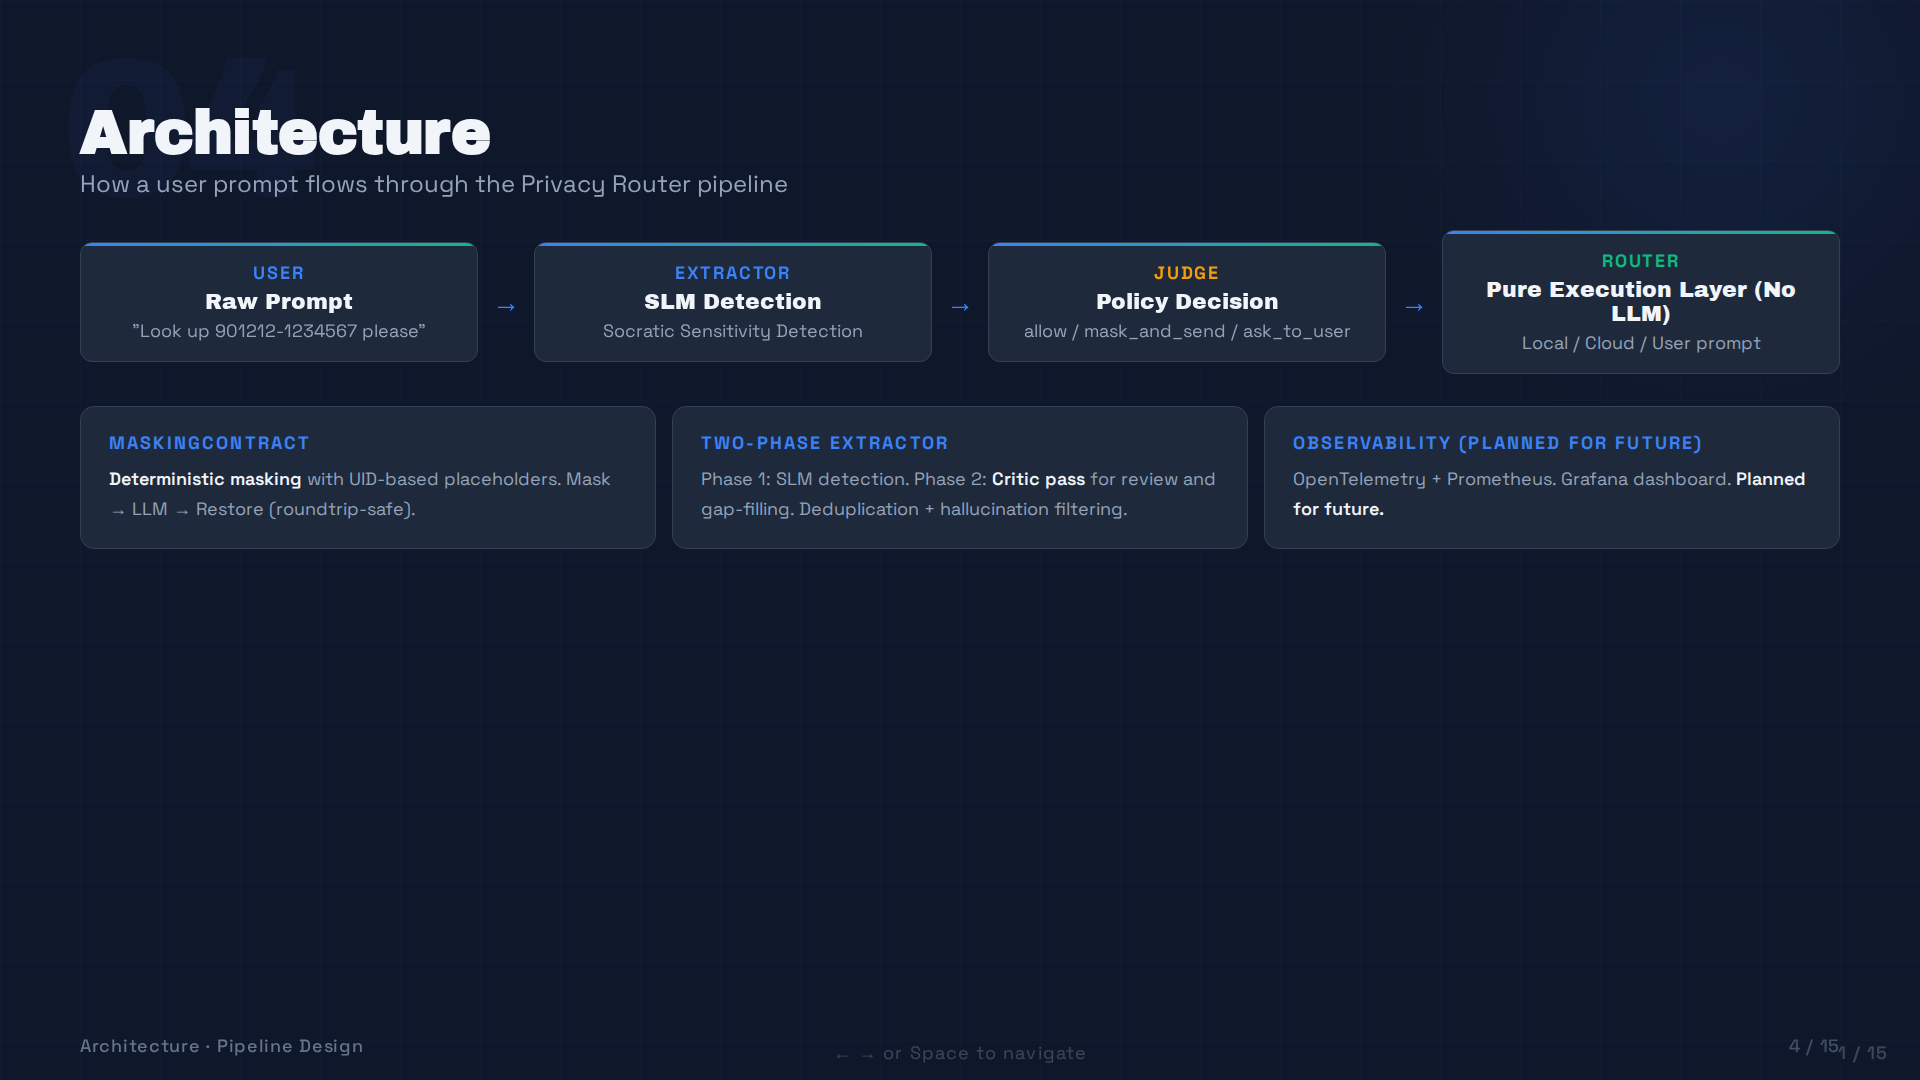 04
Architecture
How a user prompt flows through the Privacy Router pipeline
USER
Raw Prompt
"Look up 901212-1234567 please"
→
EXTRACTOR
SLM Detection
Socratic Sensitivity Detection
→
JUDGE
Policy Decision
allow / mask_and_send / ask_to_user
→
ROUTER
Pure Execution Layer (No
LLM)
Local / Cloud / User prompt
MASKINGCONTRACT
Deterministic masking with UID-based placeholders. Mask
→ LLM → Restore (roundtrip-safe).
TWO-PHASE EXTRACTOR
Phase 1: SLM detection. Phase 2: Critic pass for review and
gap-filling. Deduplication + hallucination filtering.
OBSERVABILITY (PLANNED FOR FUTURE)
OpenTelemetry + Prometheus. Grafana dashboard. Planned
for future.
Architecture · Pipeline Design
← → or Space to navigate
4 / 15
1 / 15